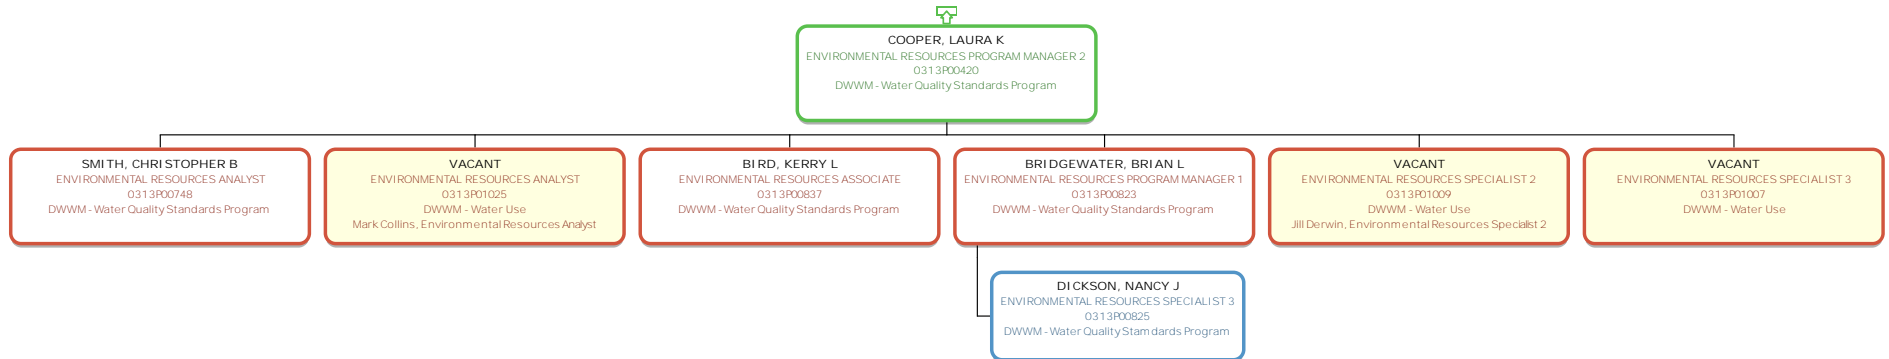 COOPER, LAURA K
ENVIRONMENTAL RESOURCES PROGRAM MANAGER 2
0313P00420
DWWM - Water Quality Standards Program
SMITH, CHRISTOPHER B
ENVIRONMENTAL RESOURCES ANALYST
0313P00748
DWWM - Water Quality Standards Program
VACANT
ENVIRONMENTAL RESOURCES ANALYST
0313P01025
DWWM - Water Use
Mark Collins, Environmental Resources Analyst
BIRD, KERRY L
ENVIRONMENTAL RESOURCES ASSOCIATE
0313P00837
DWWM - Water Quality Standards Program
BRIDGEWATER, BRIAN L
ENVIRONMENTAL RESOURCES PROGRAM MANAGER 1
0313P00823
DWWM - Water Quality Standards Program
VACANT
ENVIRONMENTAL RESOURCES SPECIALIST 2
0313P01009
DWWM - Water Use
Jill Derwin, Environmental Resources Specialist 2
VACANT
ENVIRONMENTAL RESOURCES SPECIALIST 3
0313P01007
DWWM - Water Use
DICKSON, NANCY J
ENVIRONMENTAL RESOURCES SPECIALIST 3
0313P00825
DWWM - Water Quality Stamdards Program